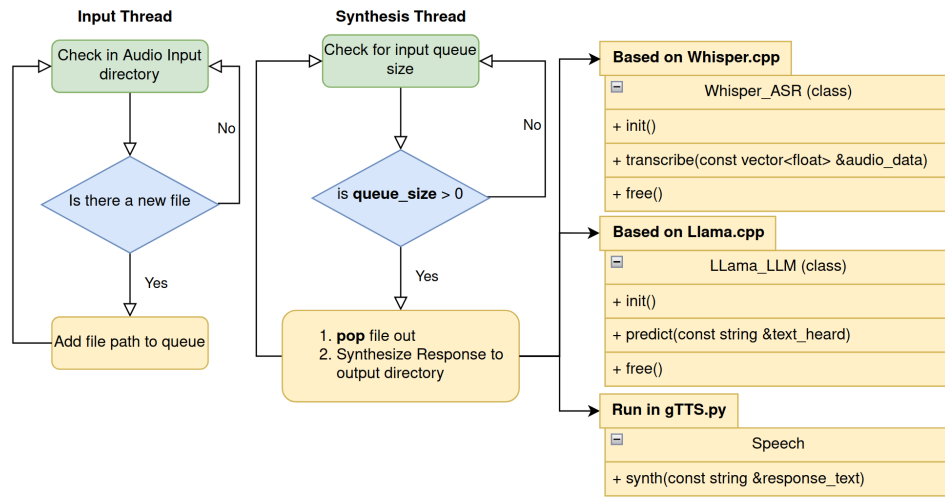 Input Thread
Check in Audio Input
directory
No
Is there a new file
Yes
Add file path to queue
Synthesis Thread
Check for input queue
size
No
is queue_size > 0
Yes
1. pop file out
2. Synthesize Response to
output directory
Based on Whisper.cpp
Whisper_ASR (class)
+ init()
+ transcribe(const vector<float> &audio_data)
+ free()
Based on Llama.cpp
LLama_LLM (class)
+ init()
+ predict(const string &text_heard)
+ free()
Run in gTTS.py
Speech
+ synth(const string &response_text)